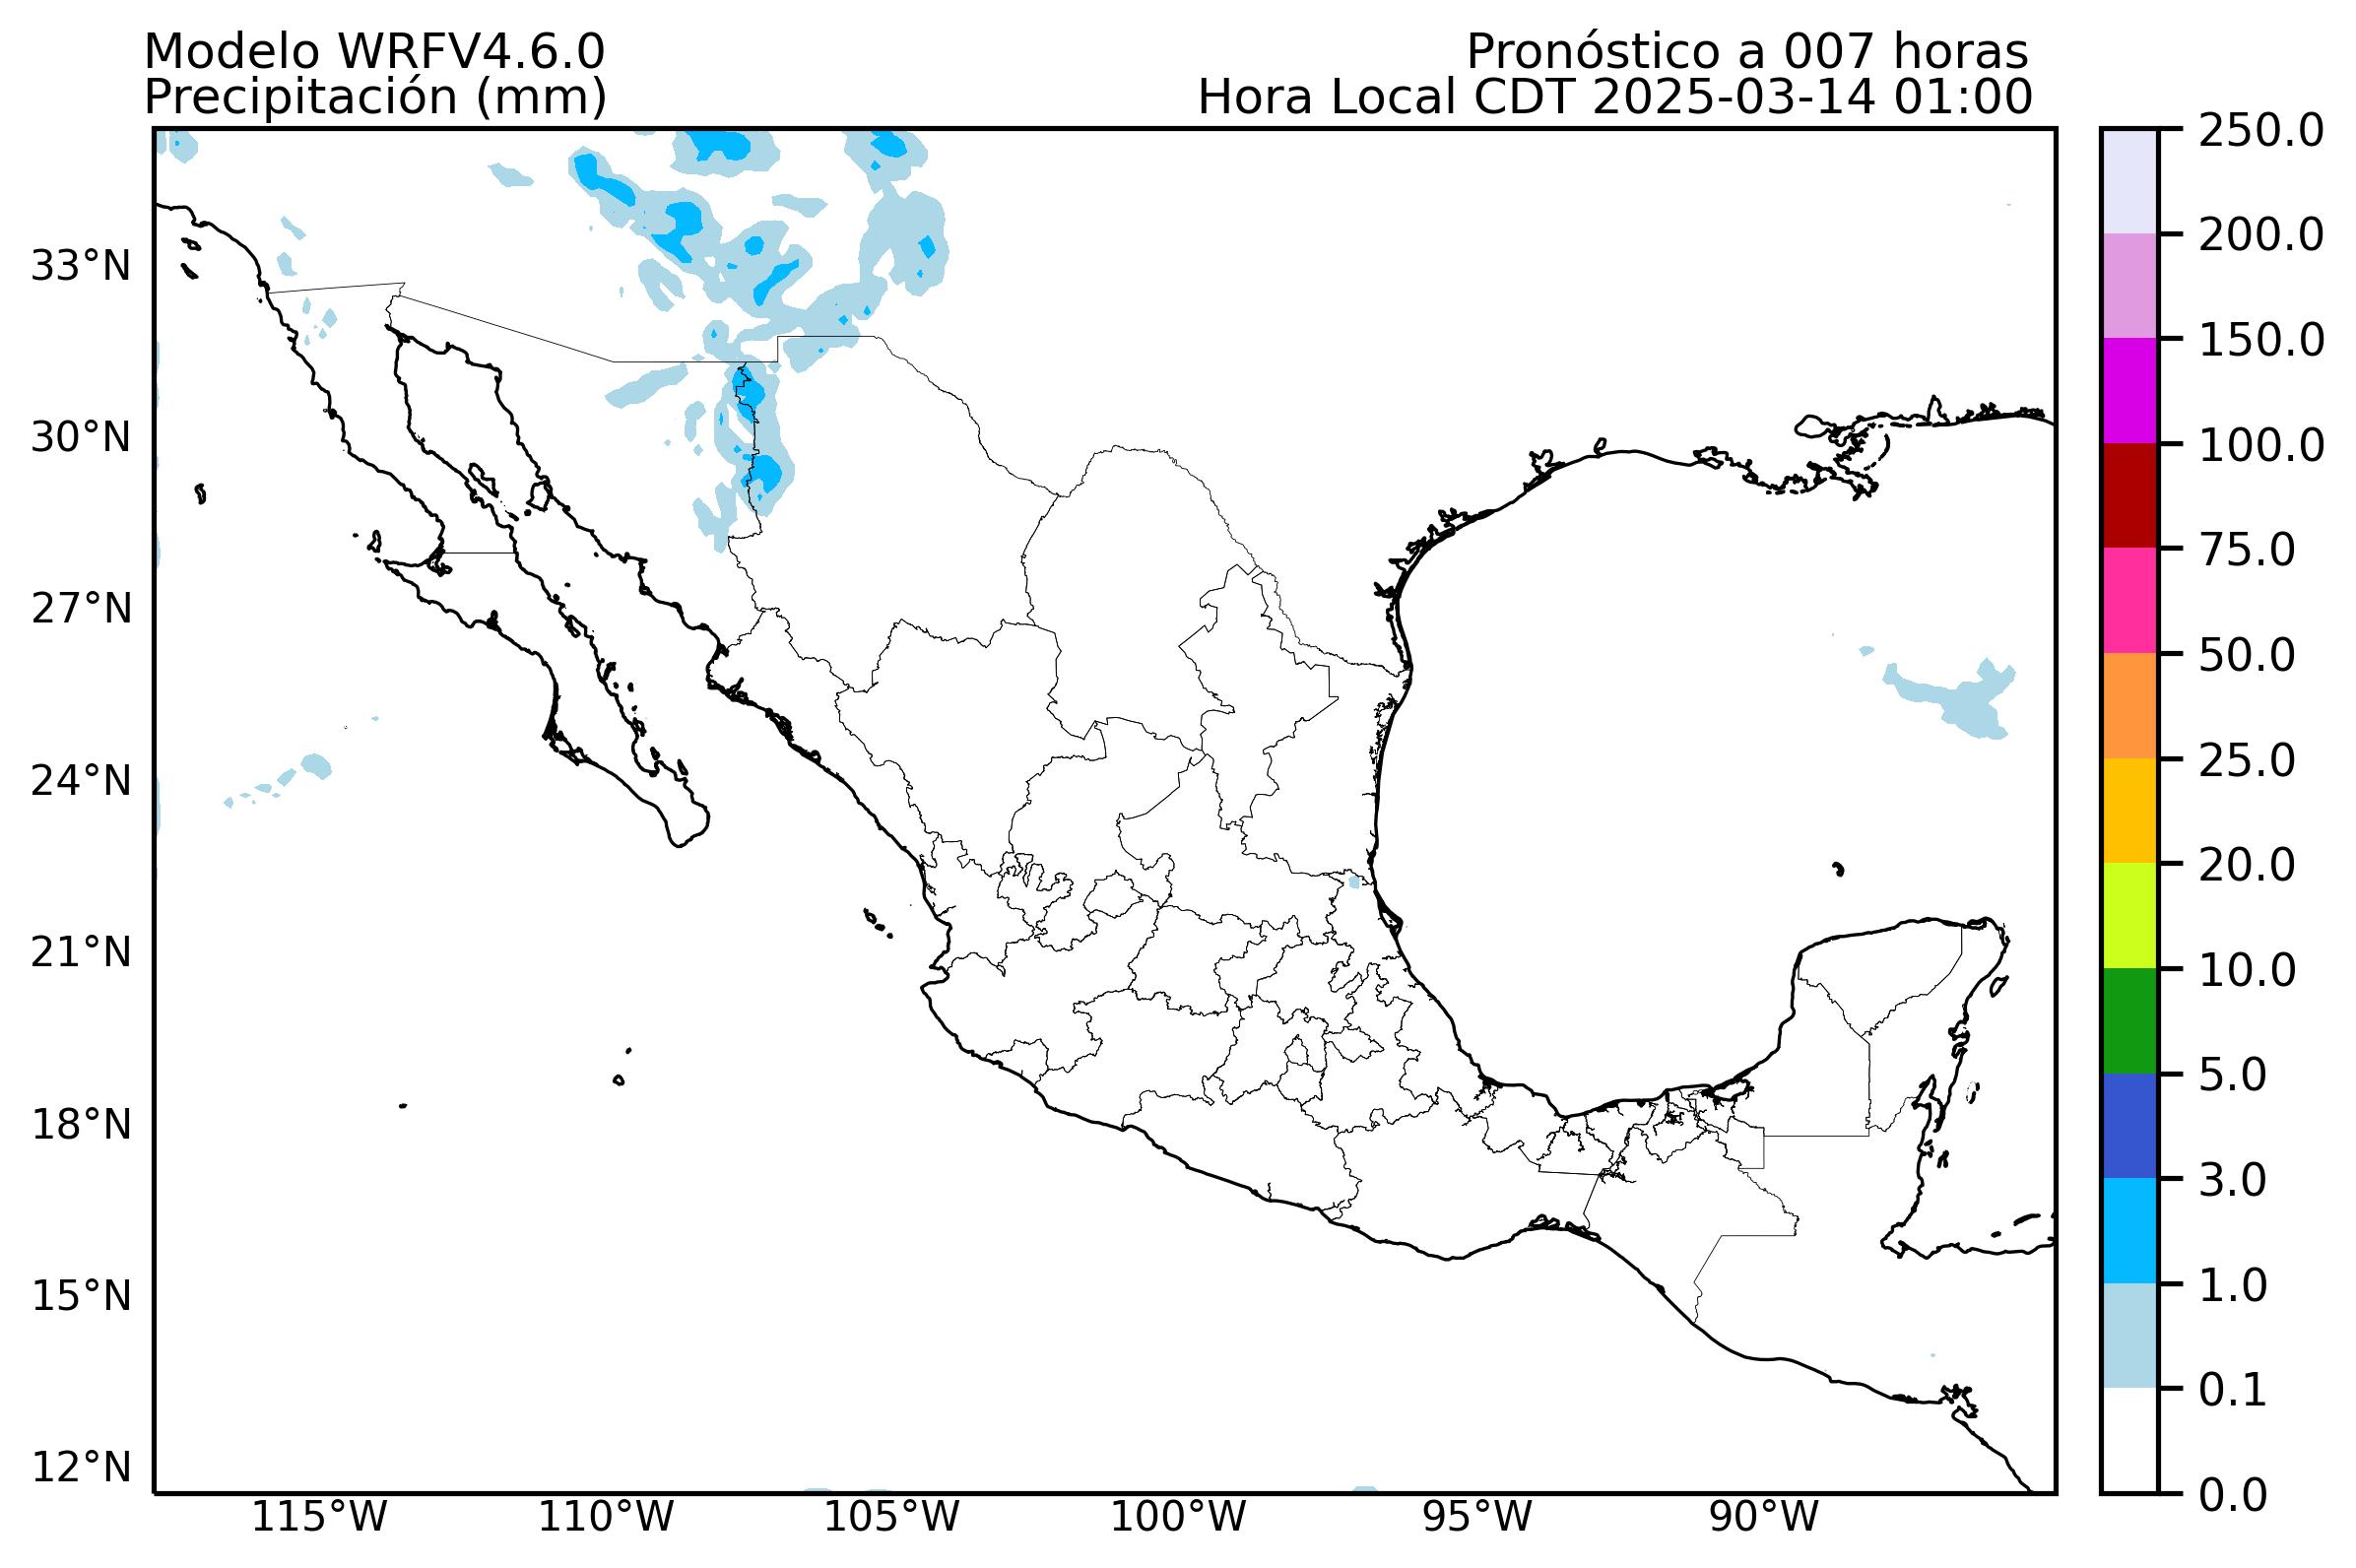 Modelo WRFV4.6.0
Precipitación (mm)
Pronóstico a 007 horas
Hora Local CDT 2025-03-14 01:00
33°N
30°N
27°N
24°N
21°N
18°N
15°N
12°N
115°W
110°W
105°W
100°W
95°W
90°W
250.0
200.0
150.0
100.0
75.0
50.0
25.0
20.0
10.0
5.0
3.0
1.0
0.1
0.0